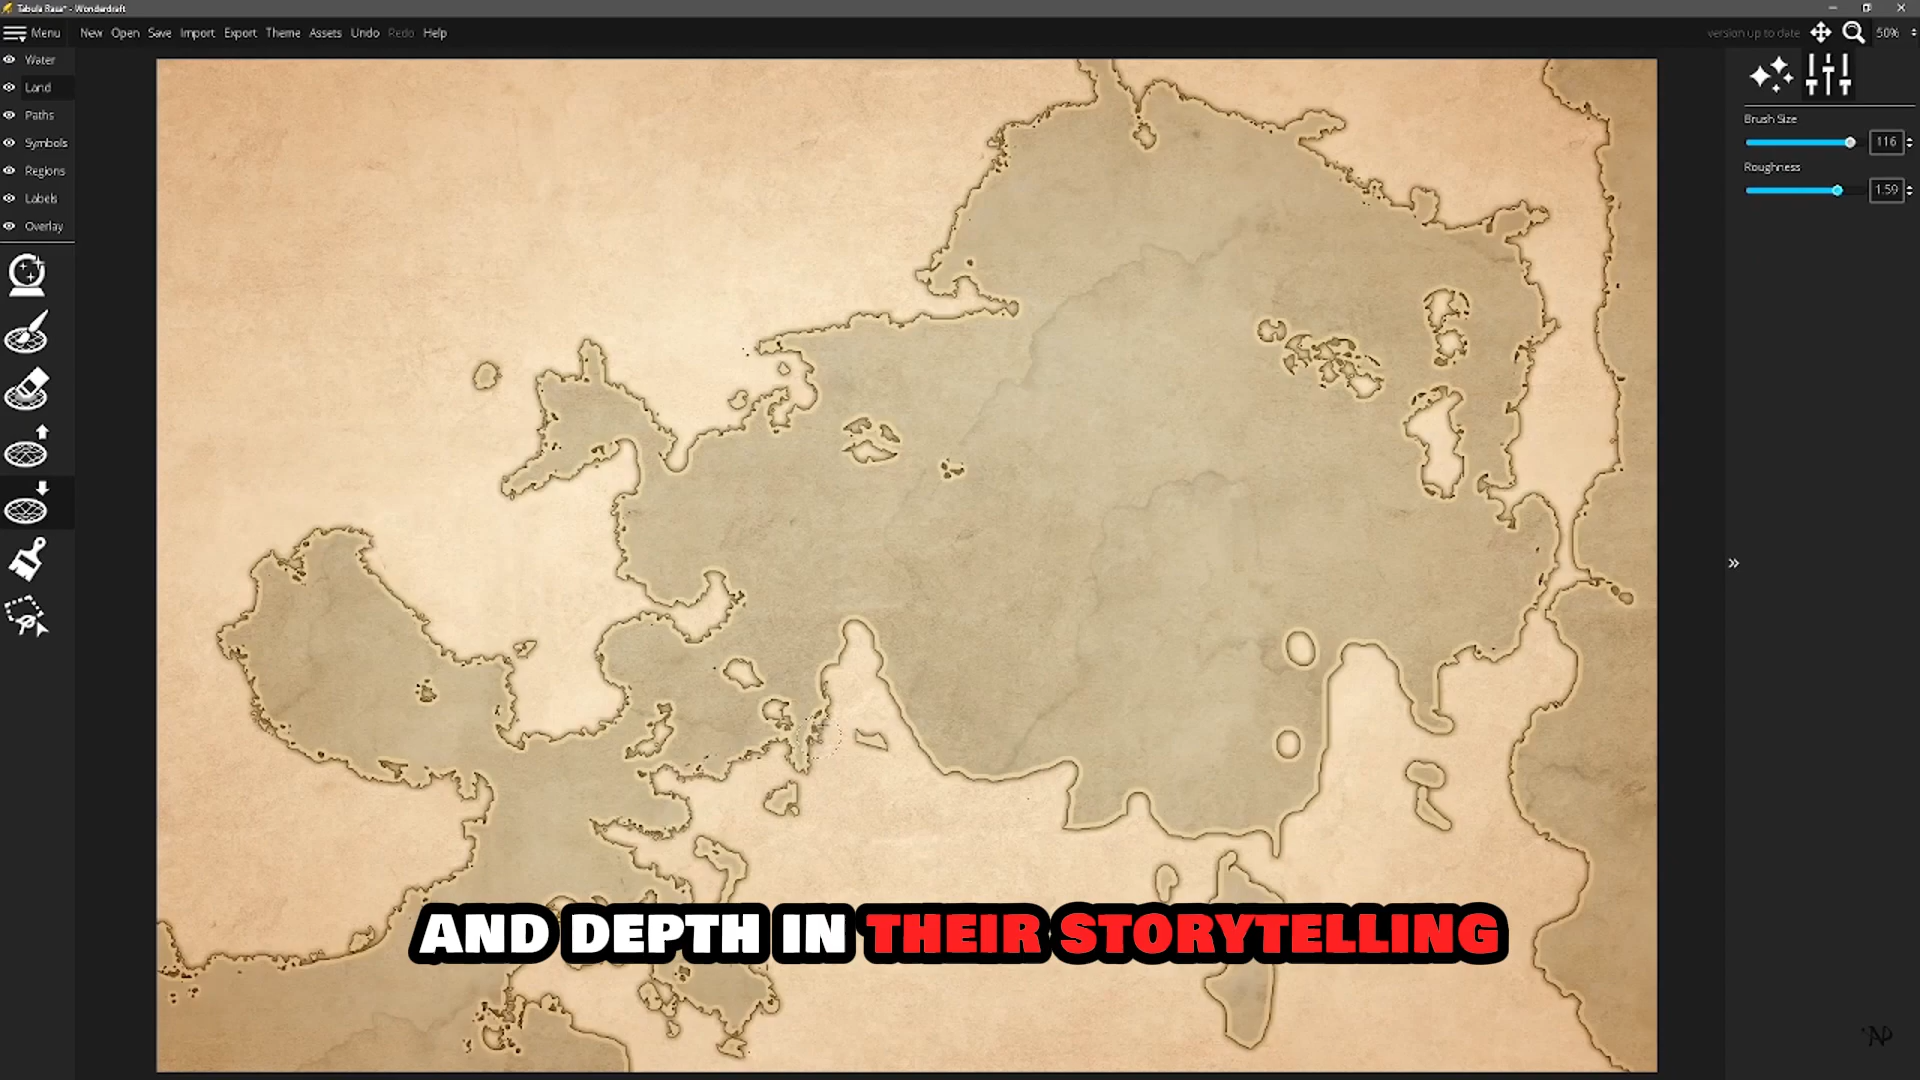 Tabula Rasa* - Wonderdraft
Menu New Open Save Import Export Theme Assets Undo Redo Help
version up to date
50%
Water
Land
Paths
Symbols
Regions
Labels
Overlay
Brush Size
116
Roughness
1.59
»
AND DEPTH IN THEIR STORYTELLING